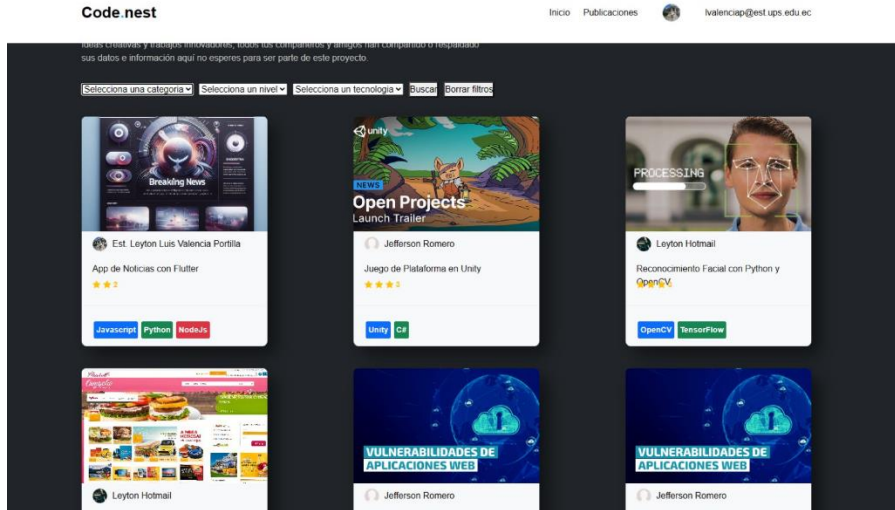 Code.nest
Inicio Publicaciones lvalenciap@est.ups.edu.ec
ideas creativas y trabajos innovadores, todos tus compañeros y amigos han compartido o respaldado
sus datos e información aquí no esperes para ser parte de este proyecto.
Selecciona una categoria Selecciona un nivel Selecciona un tecnologia Buscar Borrar filtros
Breaking News
unity
NEWS
Open Projects
Launch Trailer
PROCESSING
Est. Leyton Luis Valencia Portilla
App de Noticias con Flutter
2
Javascript Python NodeJs
Jefferson Romero
Juego de Plataforma en Unity
2
Unity C#
Leyton Hotmail
Reconocimiento Facial con Python y
OpenCV
OpenCV TensorFlow
Leyton Hotmail
VULNERABILIDADES DE
APLICACIONES WEB
Jefferson Romero
VULNERABILIDADES DE
APLICACIONES WEB
Jefferson Romero